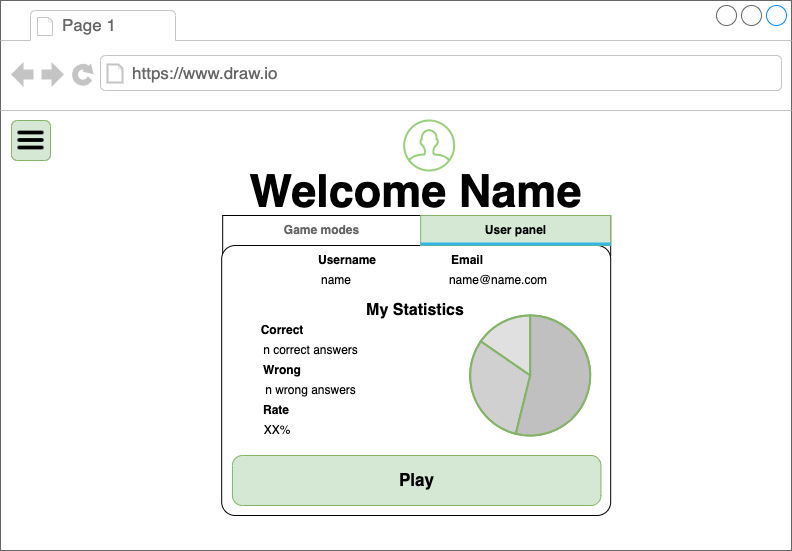 Page 1
https://www.draw.io
Welcome Name
Game modes User panel
Username Email
name name@name.com
My Statistics
Correct
n correct answers
Wrong
n wrong answers
Rate
XX%
Play